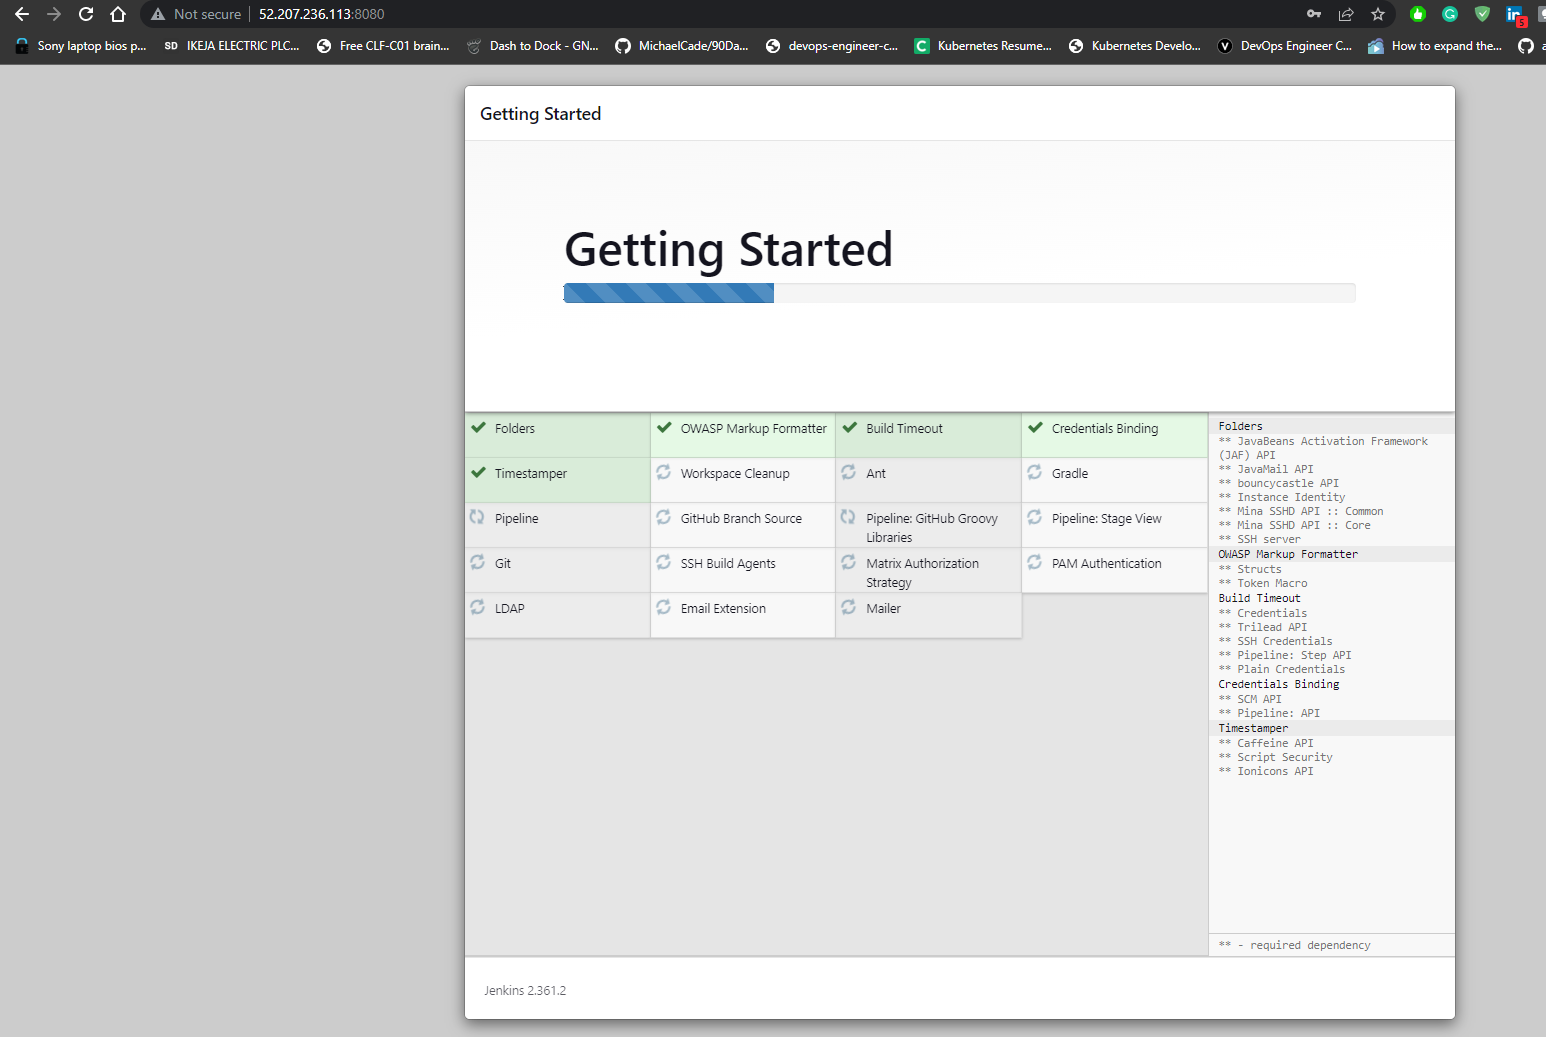 Not secure 52.207.236.113:8080
Sony laptop bios p... SD IKEJA ELECTRIC PLC... Free CLF-C01 brain... Dash to Dock - GN... MichaelCade/90Da... devops-engineer-c... C Kubernetes Resume... Kubernetes Develo... V DevOps Engineer C... How to expand the...
Getting Started
Getting Started
Folders
OWASP Markup Formatter
Build Timeout
Credentials Binding
Timestamper
Workspace Cleanup
Ant
Gradle
Pipeline
GitHub Branch Source
Pipeline: GitHub Groovy
Libraries
Pipeline: Stage View
Git
SSH Build Agents
Matrix Authorization
Strategy
PAM Authentication
LDAP
Email Extension
Mailer
Folders
** JavaBeans Activation Framework
(JAF) API
** JavaMail API
** bouncycastle API
** Instance Identity
** Mina SSHD API :: Common
** Mina SSHD API :: Core
** SSH server
OWASP Markup Formatter
** Structs
** Token Macro
Build Timeout
** Credentials
** Trilead API
** SSH Credentials
** Pipeline: Step API
** Plain Credentials
Credentials Binding
** SCM API
** Pipeline: API
Timestamper
** Caffeine API
** Script Security
** Ionicons API
** - required dependency
Jenkins 2.361.2